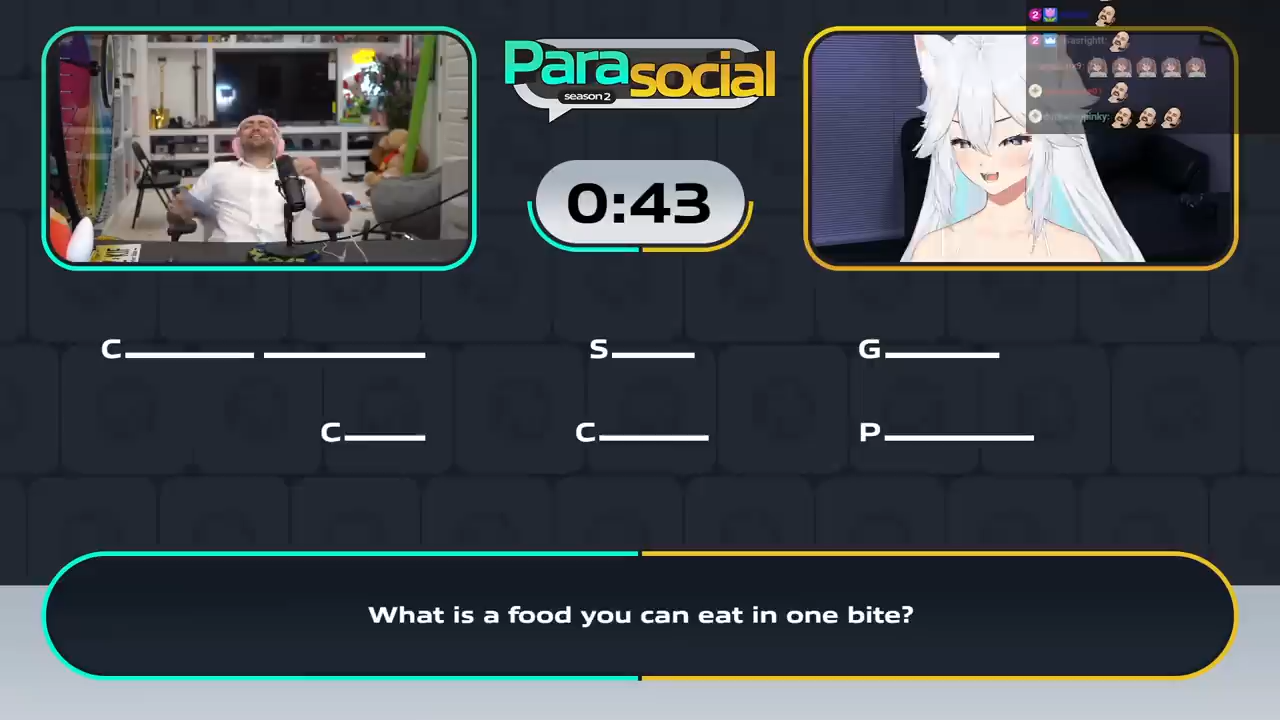 Para
social
season 2
0:43
C S G
C C P
What is a food you can eat in one bite?